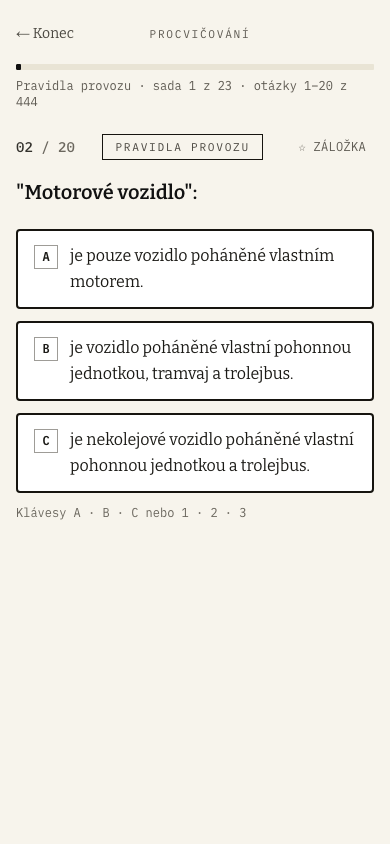 ← Konec
PROCVIČOVÁNÍ
Pravidla provozu · sada 1 z 23 · otázky 1–20 z
444
02 / 20
PRAVIDLA PROVOZU
☆ ZÁLOŽKA
"Motorové vozidlo":
A je pouze vozidlo poháněné vlastním
motorem.
B je vozidlo poháněné vlastní pohonnou
jednotkou, tramvaj a trolejbus.
C je nekolejové vozidlo poháněné vlastní
pohonnou jednotkou a trolejbus.
Klávesy A · B · C nebo 1 · 2 · 3